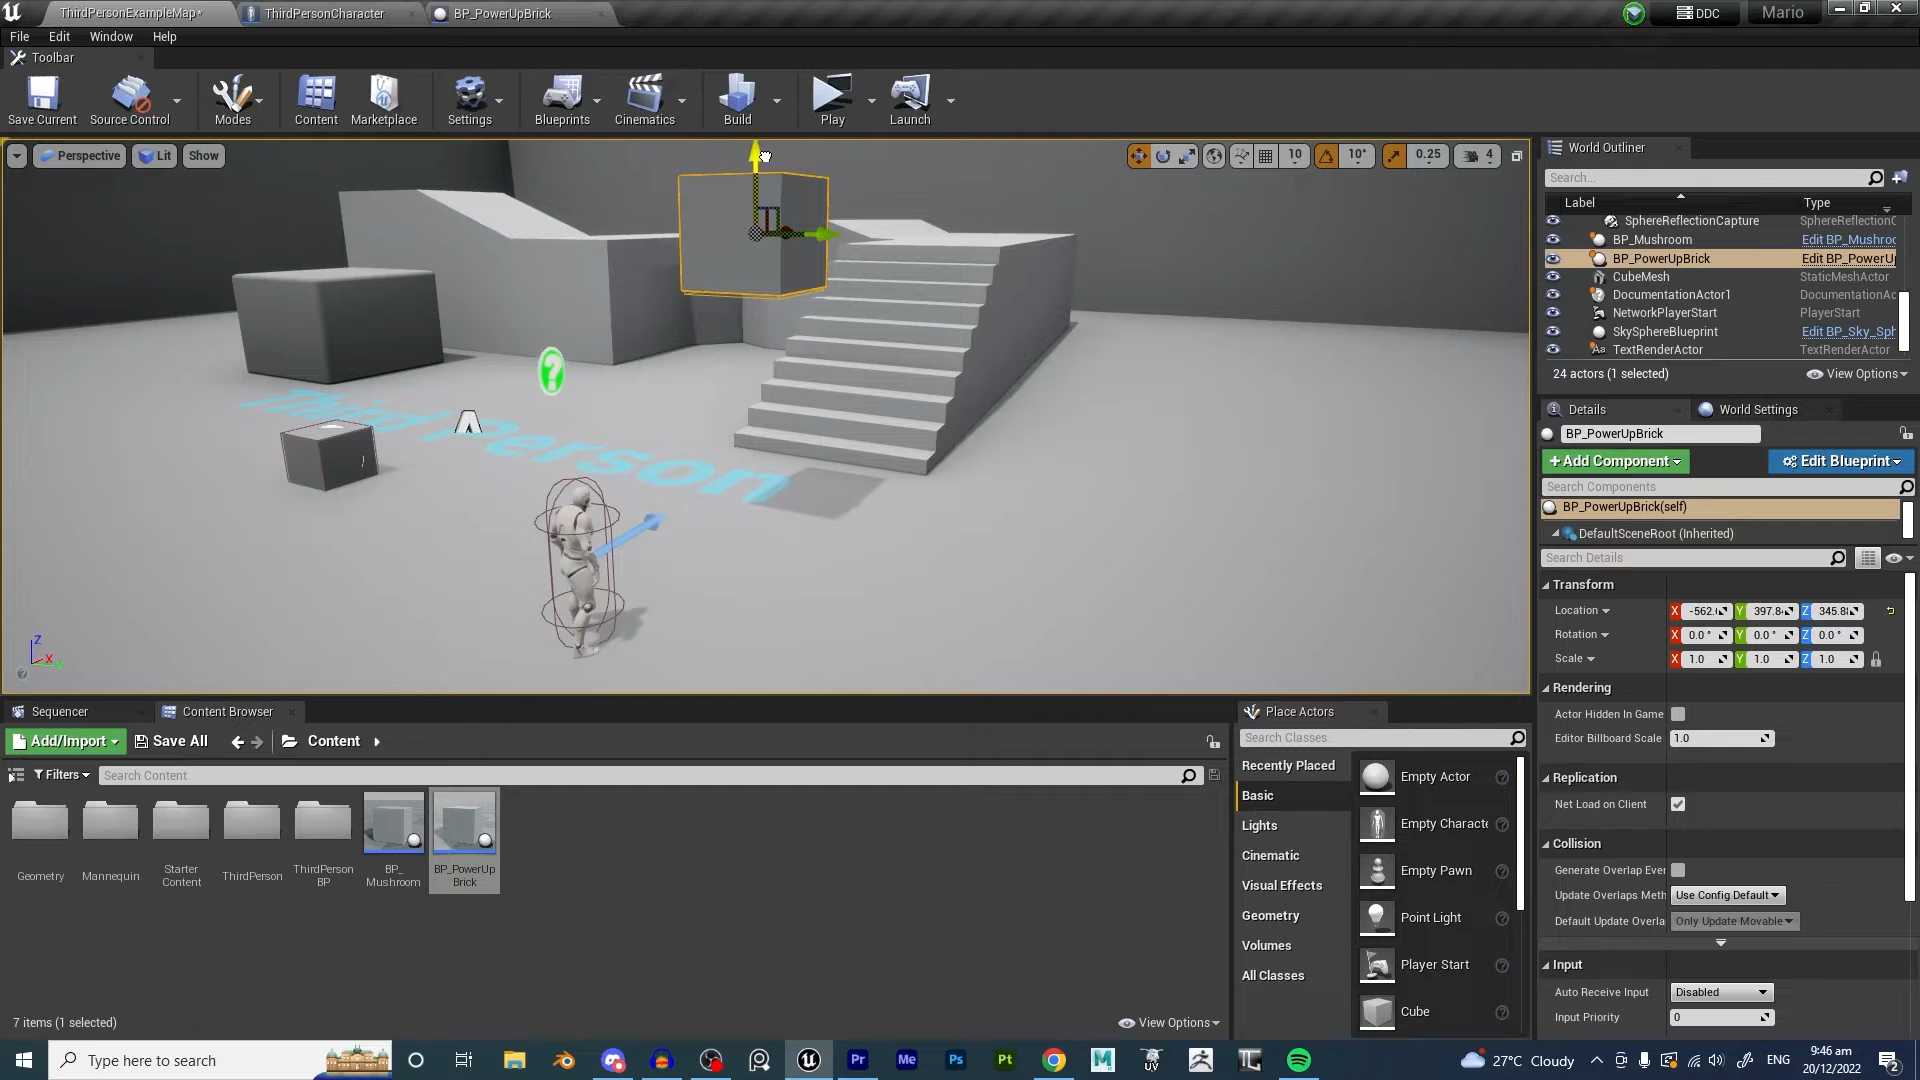 ThirdPersonExampleMap*
ThirdPersonCharacter
BP_PowerUpBrick
DDC
Mario
File
Edit
Window
Help
Toolbar
Save Current
Source Control
Modes
Content
Marketplace
Settings
Blueprints
Cinematics
Build
Play
Launch
Perspective
Lit
Show
10
10°
0.25
4
Third Person
?
Z
X
World Outliner
Search...
Label
Type
SphereReflectionCapture
SphereReflectionC
BP_Mushroom
Edit BP_Mushroo
BP_PowerUpBrick
Edit BP_PowerU
CubeMesh
StaticMeshActor
DocumentationActor1
DocumentationAc
NetworkPlayerStart
PlayerStart
SkySphereBlueprint
Edit BP_Sky_Sph
TextRenderActor
TextRenderActor
24 actors (1 selected)
View Options
Details
World Settings
BP_PowerUpBrick
+Add Component
Edit Blueprint
Search Components
BP_PowerUpBrick(self)
DefaultSceneRoot (Inherited)
Search Details
Transform
Location
X -562. Y 397.8 Z 345.8
Rotation
X 0.0 ° Y 0.0 ° Z 0.0 °
Scale
X 1.0 Y 1.0 Z 1.0
Rendering
Actor Hidden In Game
Editor Billboard Scale
1.0
Replication
Net Load on Client
Collision
Generate Overlap Ever
Update Overlaps Meth
Use Config Default
Default Update Overla
Only Update Movable
Input
Auto Receive Input
Disabled
Input Priority
0
Sequencer
Content Browser
Add/Import
Save All
Content
Filters
Search Content
Geometry
Mannequin
Starter Content
ThirdPerson
ThirdPerson BP
BP_ Mushroom
BP_PowerUp Brick
7 items (1 selected)
View Options
Place Actors
Search Classes
Recently Placed
Basic
Lights
Cinematic
Visual Effects
Geometry
Volumes
All Classes
Empty Actor
Empty Characte
Empty Pawn
Point Light
Player Start
Cube
Type here to search
Pr
Me
Ps
Pt
M
UV
27°C Cloudy
ENG
9:46 am
20/12/2022
2